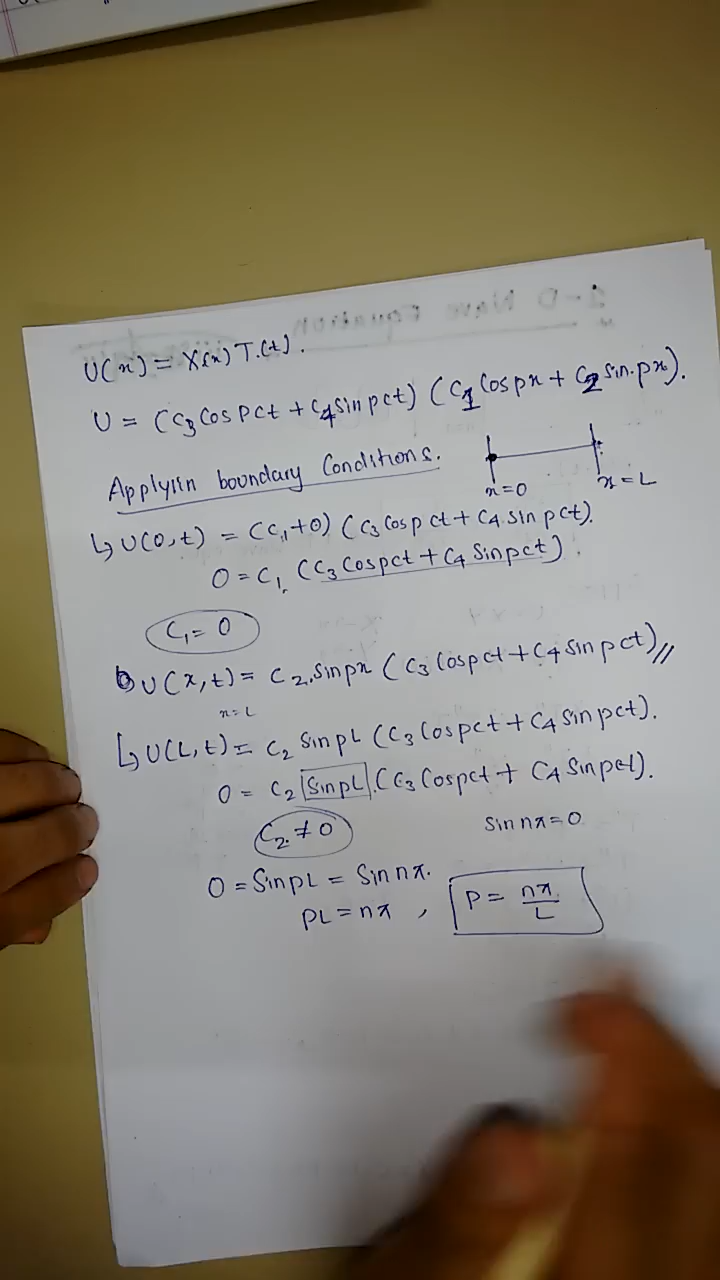 U(x) = X(x) T.(t).
U = (C3 Cos pct + C4 sin pct) (C1 Cos px + C2 sin.px).
Applyiin boundary Conditions.
x=0 x=L
↳ U(0,t) = (C1+0) (C3 Cos pct + C4 sin pct).
0 = C1 (C3 Cos pct + C4 Sin pct).
C1 = 0
U(x,t) = C2.sin px (C3 Cos pct + C4 sin pct)//
x=L
↳ U(L,t) = C2 Sin pL (C3 Cos pct + C4 sin pct).
0 = C2 Sin pL.(C3 Cos pct + C4 Sin pct).
C2 ≠ 0 Sin nπ = 0
0 = Sin pL = Sin nπ.
PL = nπ , P = nπ/L